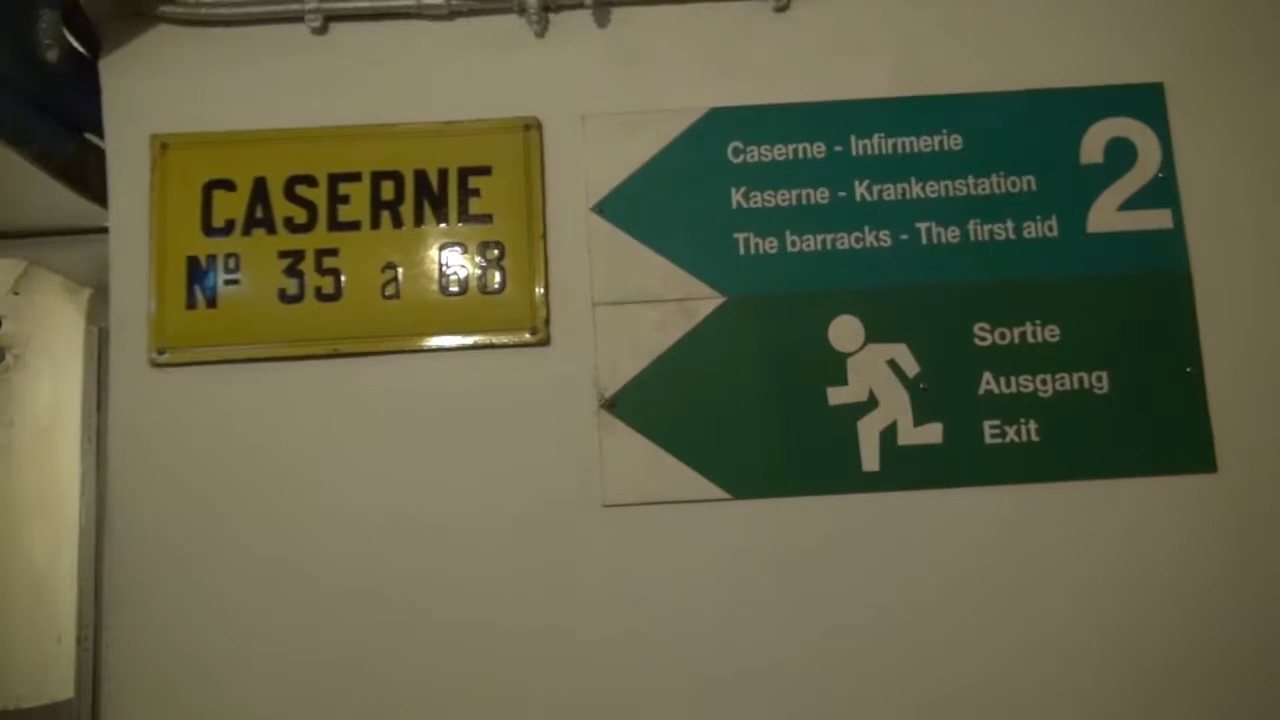 CASERNE
Nº 35 a 68
Caserne - Infirmerie
Kaserne - Krankenstation
The barracks - The first aid
2
Sortie
Ausgang
Exit